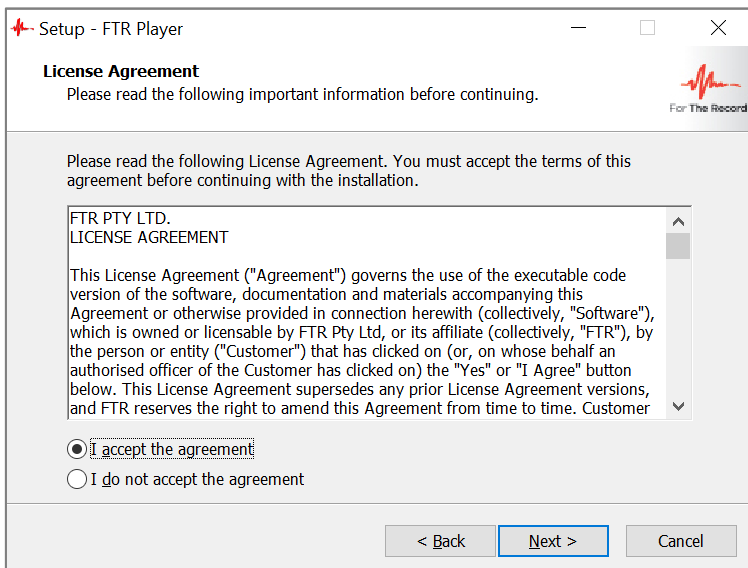 Setup - FTR Player
License Agreement
Please read the following important information before continuing.
For The Record
Please read the following License Agreement. You must accept the terms of this
agreement before continuing with the installation.
FTR PTY LTD.
LICENSE AGREEMENT
This License Agreement ("Agreement") governs the use of the executable code
version of the software, documentation and materials accompanying this
Agreement or otherwise provided in connection herewith (collectively, "Software"),
which is owned or licensable by FTR Pty Ltd, or its affiliate (collectively, "FTR"), by
the person or entity ("Customer") that has clicked on (or, on whose behalf an
authorised officer of the Customer has clicked on) the "Yes" or "I Agree" button
below. This License Agreement supersedes any prior License Agreement versions,
and FTR reserves the right to amend this Agreement from time to time. Customer
I accept the agreement
I do not accept the agreement
< Back Next > Cancel